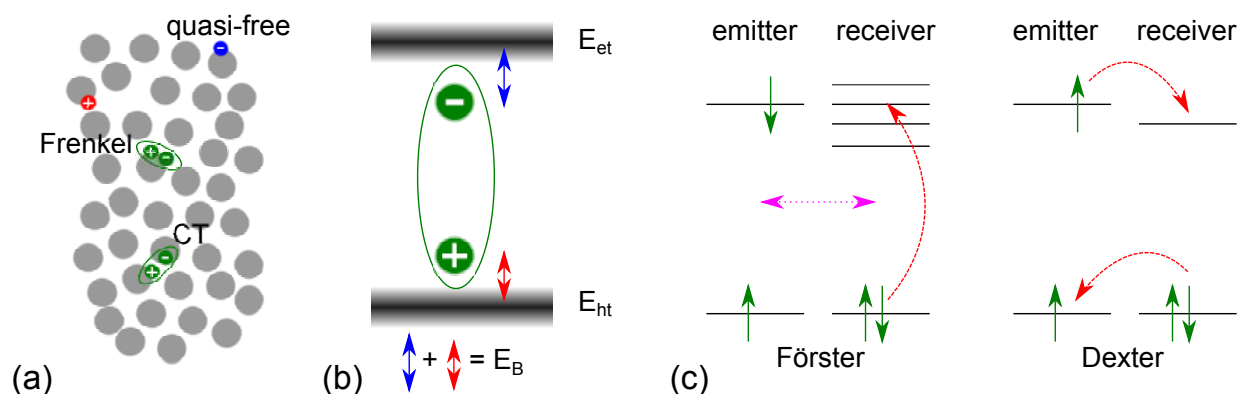 quasi-free
Frenkel
CT
(a)
E_et
E_ht
+ = E_B
(b)
emitter receiver
Förster
emitter receiver
Dexter
(c)